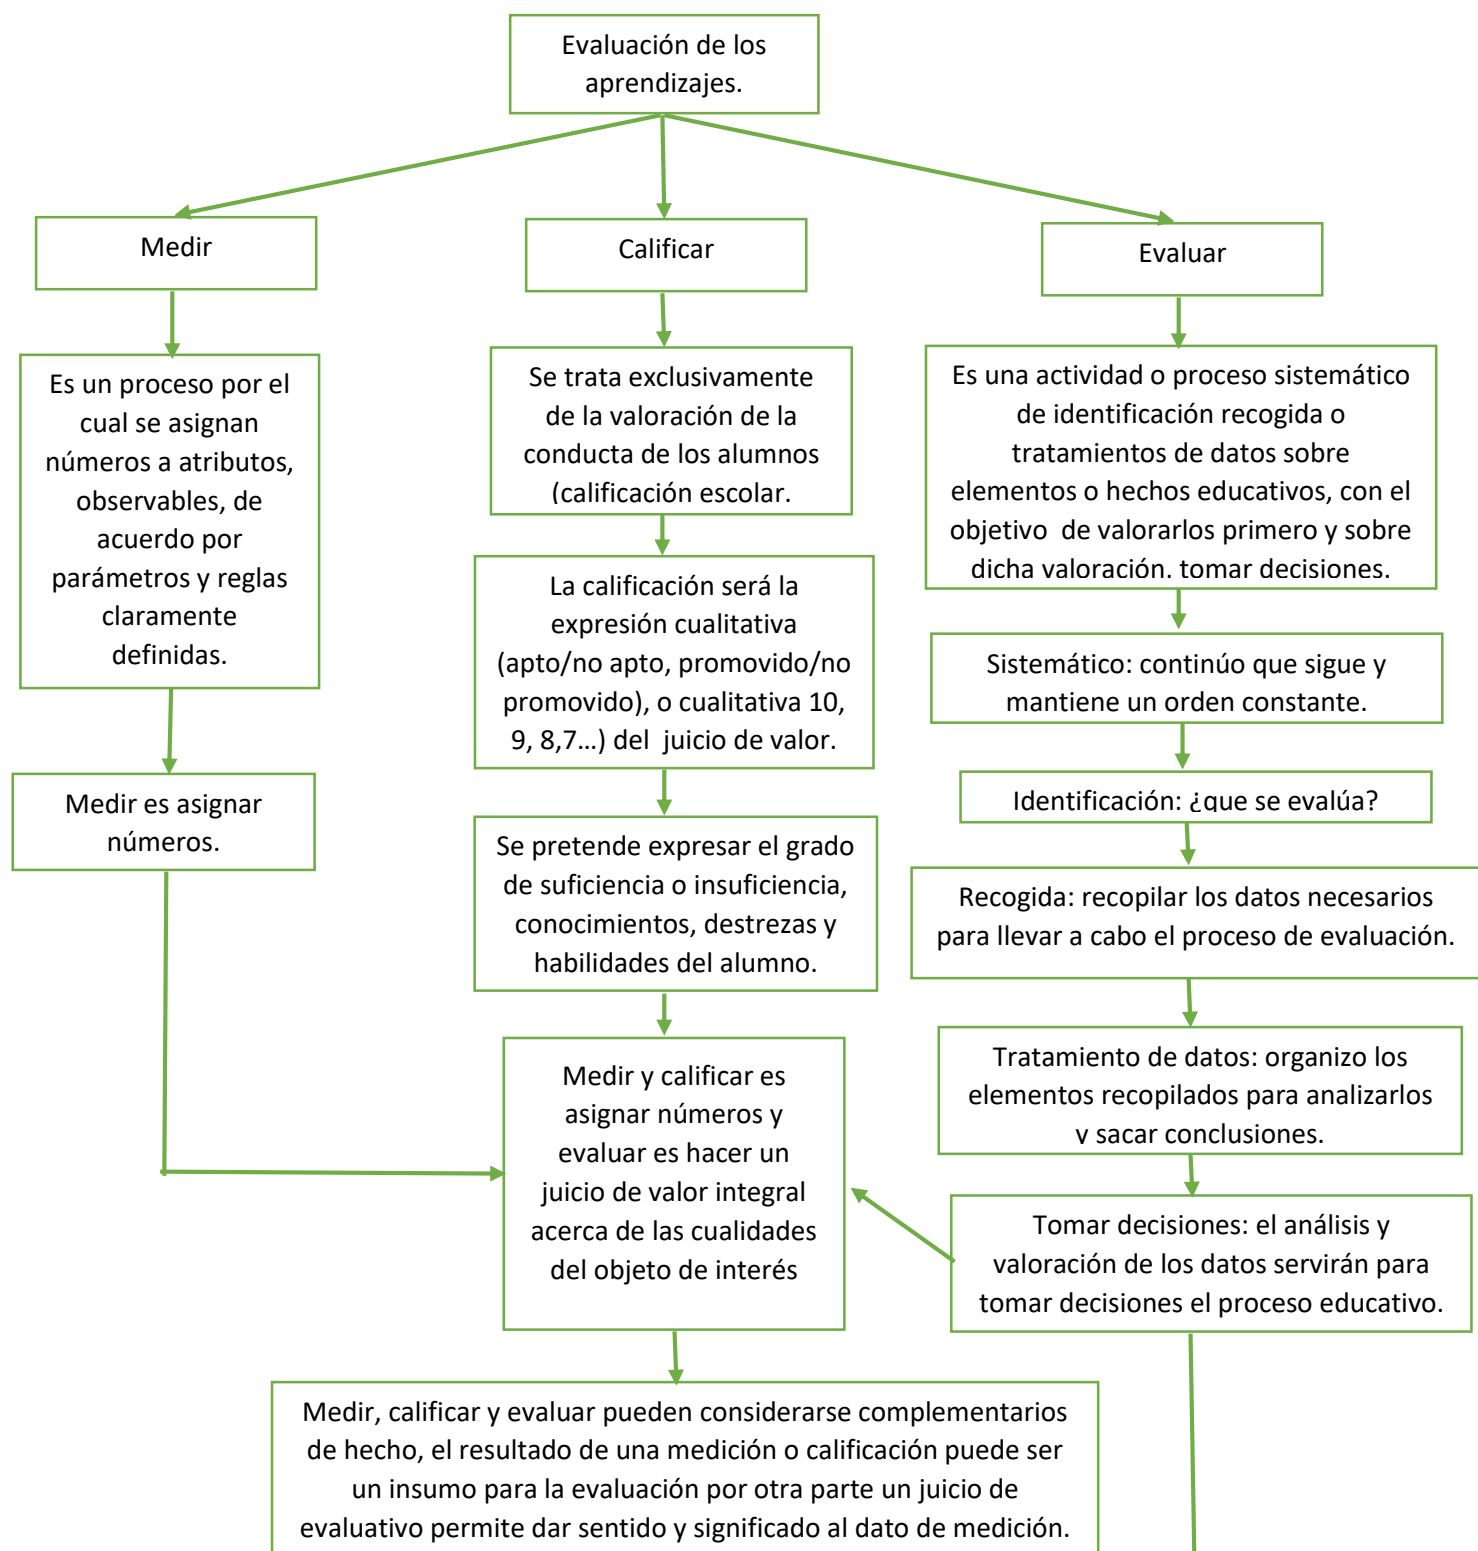 Evaluación de los
aprendizajes.
Medir
Calificar
Evaluar
Es un proceso por el
cual se asignan
números a atributos,
observables, de
acuerdo por
parámetros y reglas
claramente
definidas.
Se trata exclusivamente
de la valoración de la
conducta de los alumnos
(calificación escolar.
Es una actividad o proceso sistemático
de identificación recogida o
tratamientos de datos sobre
elementos o hechos educativos, con el
objetivo  de valorarlos primero y sobre
dicha valoración, tomar decisiones.
La calificación será la
expresión cualitativa
(apto/no apto, promovido/no
promovido), o cualitativa 10,
9, 8,7...) del  juicio de valor.
Sistemático: continúo que sigue y
mantiene un orden constante.
Medir es asignar
números.
Identificación: ¿que se evalúa?
Se pretende expresar el grado
de suficiencia o insuficiencia,
conocimientos, destrezas y
habilidades del alumno.
Recogida: recopilar los datos necesarios
para llevar a cabo el proceso de evaluación.
Tratamiento de datos: organizo los
elementos recopilados para analizarlos
y sacar conclusiones.
Medir y calificar es
asignar números y
evaluar es hacer un
juicio de valor integral
acerca de las cualidades
del objeto de interés
Tomar decisiones: el análisis y
valoración de los datos servirán para
tomar decisiones el proceso educativo.
Medir, calificar y evaluar pueden considerarse complementarios
de hecho, el resultado de una medición o calificación puede ser
un insumo para la evaluación por otra parte un juicio de
evaluativo permite dar sentido y significado al dato de medición.